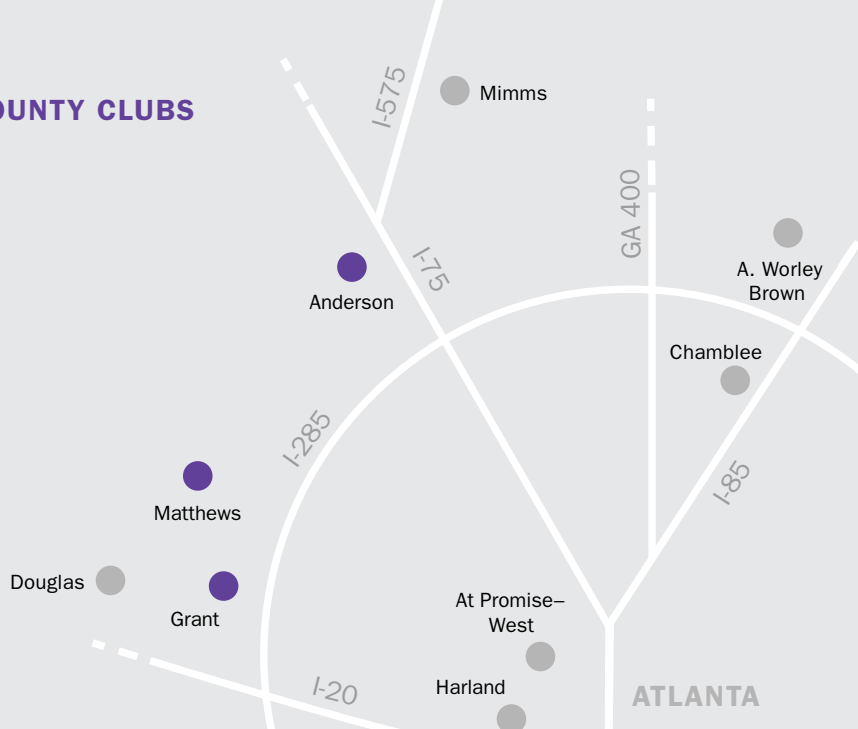 I-575
Mimms
OUNTY CLUBS
GA 400
I-75
A. Worley
Brown
Anderson
Chamblee
I-285
I-85
Matthews
Douglas
Grant
At Promise–
West
Harland
I-20
ATLANTA